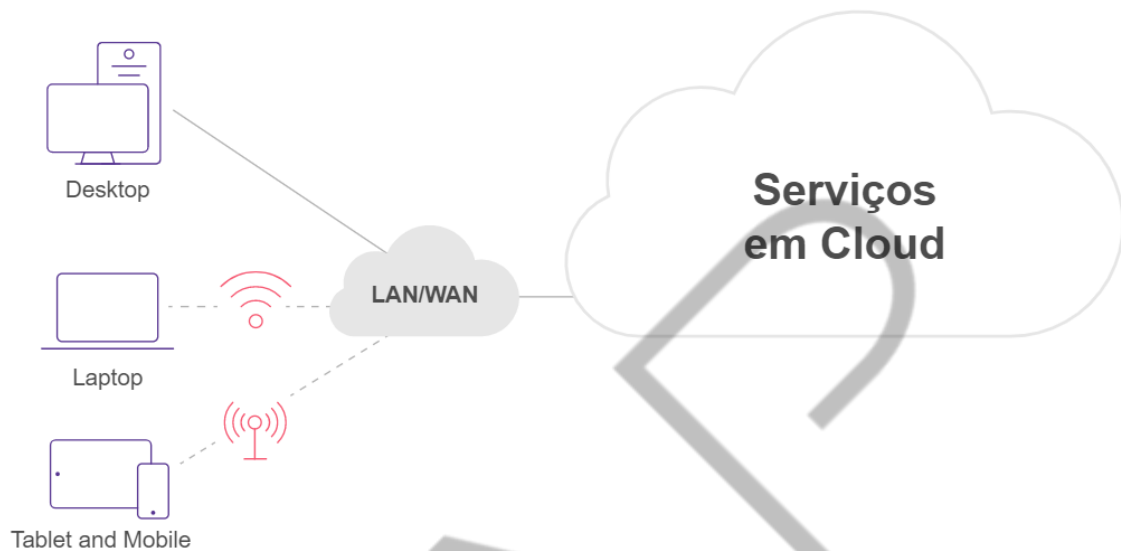 Desktop
Serviços
em Cloud
LAN/WAN
Laptop
Tablet and Mobile